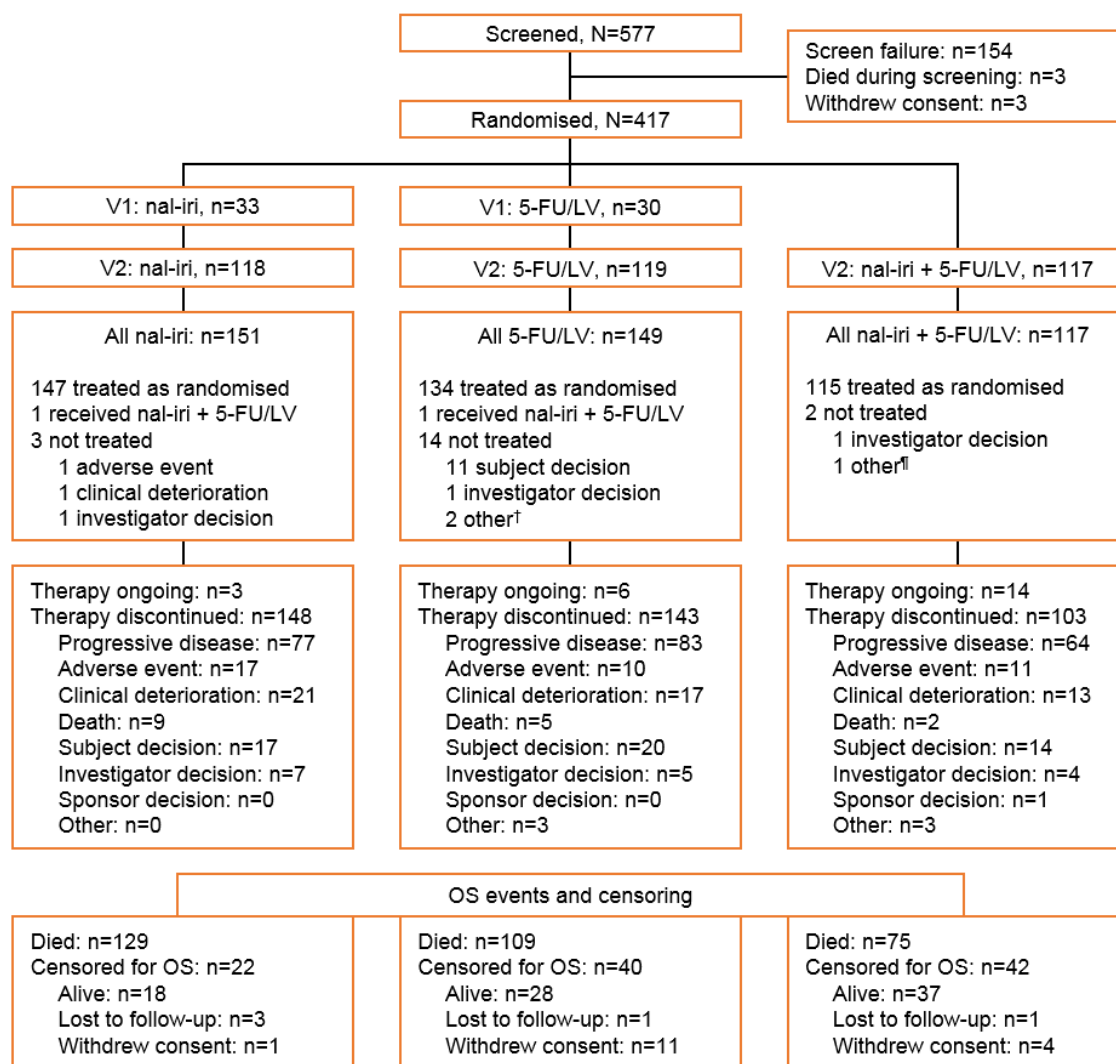 Screened, N=577
Screen failure: n=154
Died during screening: n=3
Withdrew consent: n=3
Randomised, N=417
V1: nal-iri, n=33
V1: 5-FU/LV, n=30
V2: nal-iri, n=118
V2: 5-FU/LV, n=119
V2: nal-iri + 5-FU/LV, n=117
All nal-iri: n=151
147 treated as randomised
1 received nal-iri + 5-FU/LV
3 not treated
1 adverse event
1 clinical deterioration
1 investigator decision
All 5-FU/LV: n=149
134 treated as randomised
1 received nal-iri + 5-FU/LV
14 not treated
11 subject decision
1 investigator decision
2 other†
All nal-iri + 5-FU/LV: n=117
115 treated as randomised
2 not treated
1 investigator decision
1 other¶
Therapy ongoing: n=3
Therapy discontinued: n=148
Progressive disease: n=77
Adverse event: n=17
Clinical deterioration: n=21
Death: n=9
Subject decision: n=17
Investigator decision: n=7
Sponsor decision: n=0
Other: n=0
Therapy ongoing: n=6
Therapy discontinued: n=143
Progressive disease: n=83
Adverse event: n=10
Clinical deterioration: n=17
Death: n=5
Subject decision: n=20
Investigator decision: n=5
Sponsor decision: n=0
Other: n=3
Therapy ongoing: n=14
Therapy discontinued: n=103
Progressive disease: n=64
Adverse event: n=11
Clinical deterioration: n=13
Death: n=2
Subject decision: n=14
Investigator decision: n=4
Sponsor decision: n=1
Other: n=3
OS events and censoring
Died: n=129
Censored for OS: n=22
Alive: n=18
Lost to follow-up: n=3
Withdrew consent: n=1
Died: n=109
Censored for OS: n=40
Alive: n=28
Lost to follow-up: n=1
Withdrew consent: n=11
Died: n=75
Censored for OS: n=42
Alive: n=37
Lost to follow-up: n=1
Withdrew consent: n=4